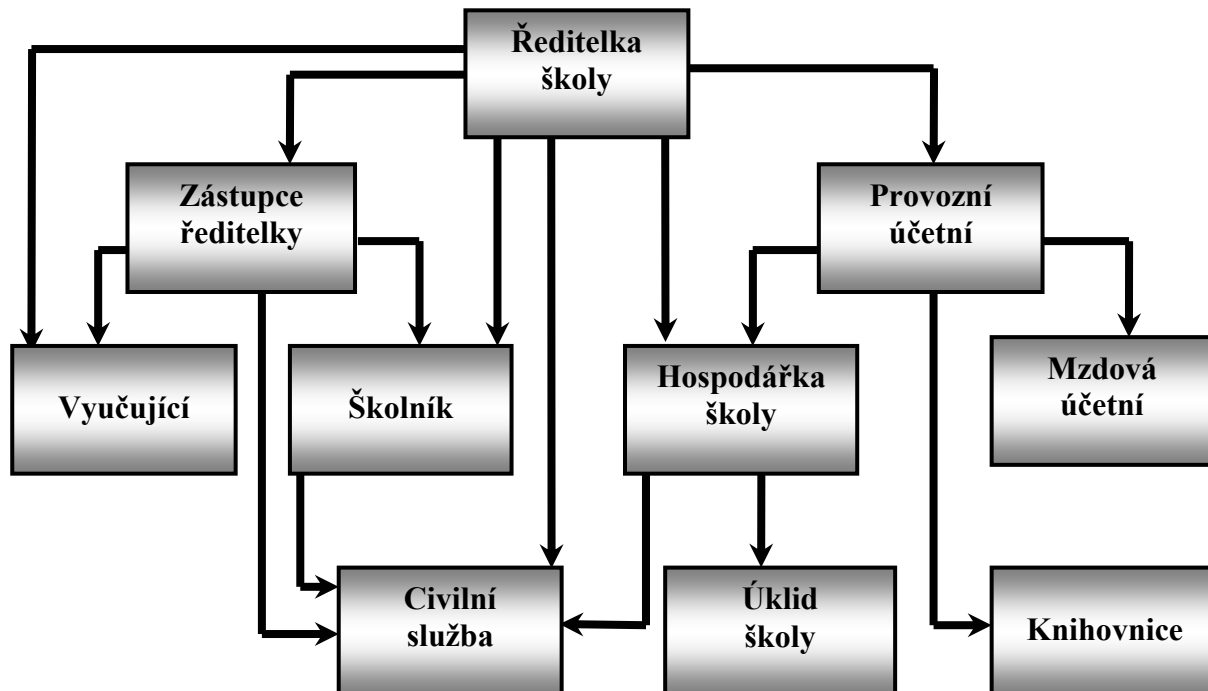 Ředitelka
školy
Zástupce
ředitelky
Provozní
účetní
Vyučující
Školník
Hospodářka
školy
Mzdová
účetní
Civilní
služba
Úklid
školy
Knihovnice